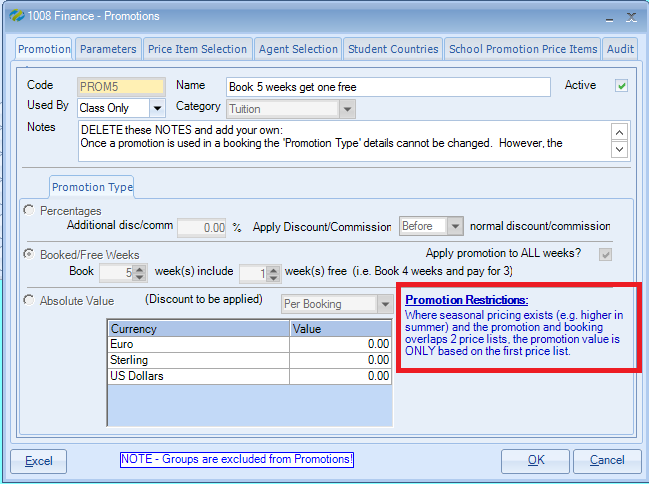 1008 Finance - Promotions
Promotion Parameters Price Item Selection Agent Selection Student Countries School Promotion Price Items Audit
Code PROM5 Name Book 5 weeks get one free Active
Used By Class Only Category Tuition
Notes DELETE these NOTES and add your own:
Once a promotion is used in a booking the 'Promotion Type' details cannot be changed. However, the
Promotion Type
Percentages
Additional disc/comm 0.00 % Apply Discount/Commission Before normal discount/commission
Booked/Free Weeks Apply promotion to ALL weeks?
Book 5 week(s) include 1 week(s) free (i.e. Book 4 weeks and pay for 3)
Absolute Value (Discount to be applied) Per Booking
Currency Value
Euro 0.00
Sterling 0.00
US Dollars 0.00
Promotion Restrictions:
Where seasonal pricing exists (e.g. higher in
summer) and the promotion and booking
overlaps 2 price lists, the promotion value is
ONLY based on the first price list.
Excel NOTE - Groups are excluded from Promotions! OK Cancel